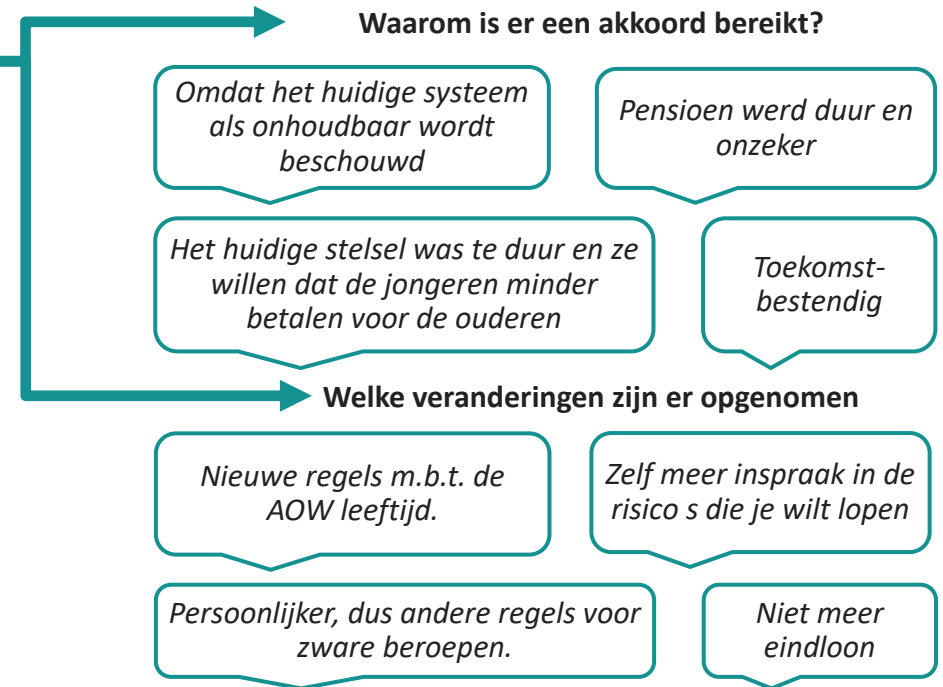 Waarom is er een akkoord bereikt?
Omdat het huidige systeem
als onhoudbaar wordt
beschouwd
Pensioen werd duur en
onzeker
Het huidige stelsel was te duur en ze
willen dat de jongeren minder
betalen voor de ouderen
Toekomst-
bestendig
Welke veranderingen zijn er opgenomen
Nieuwe regels m.b.t. de
AOW leeftijd.
Zelf meer inspraak in de
risico s die je wilt lopen
Persoonlijker, dus andere regels voor
zware beroepen.
Niet meer
eindloon